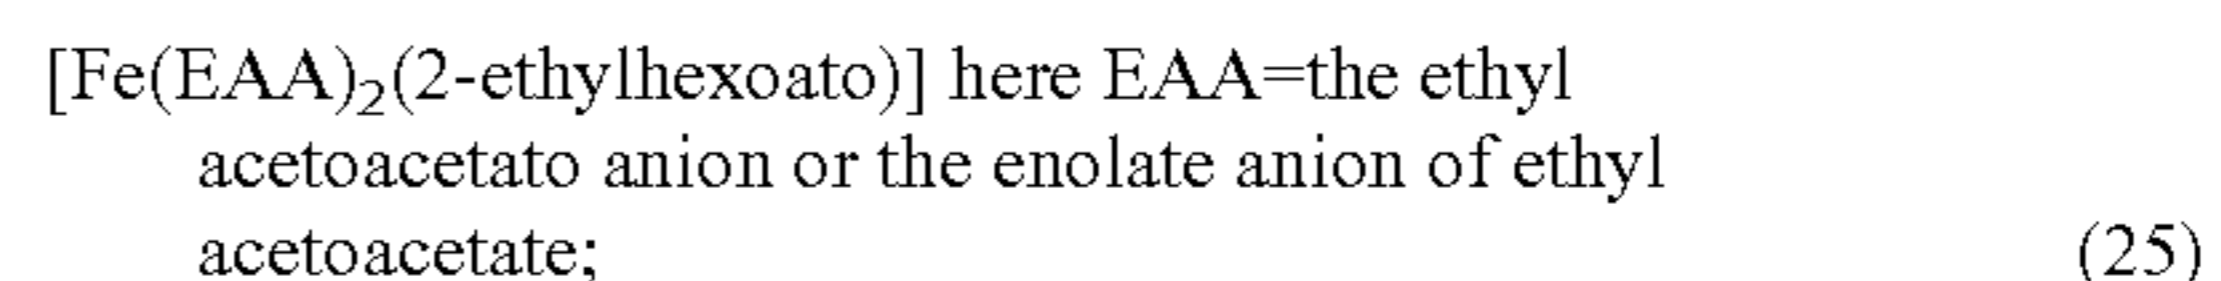 [Fe(EAA)₂(2-ethylhexoato)] here EAA=the ethyl
acetoacetato anion or the enolate anion of ethyl
acetoacetate; (25)